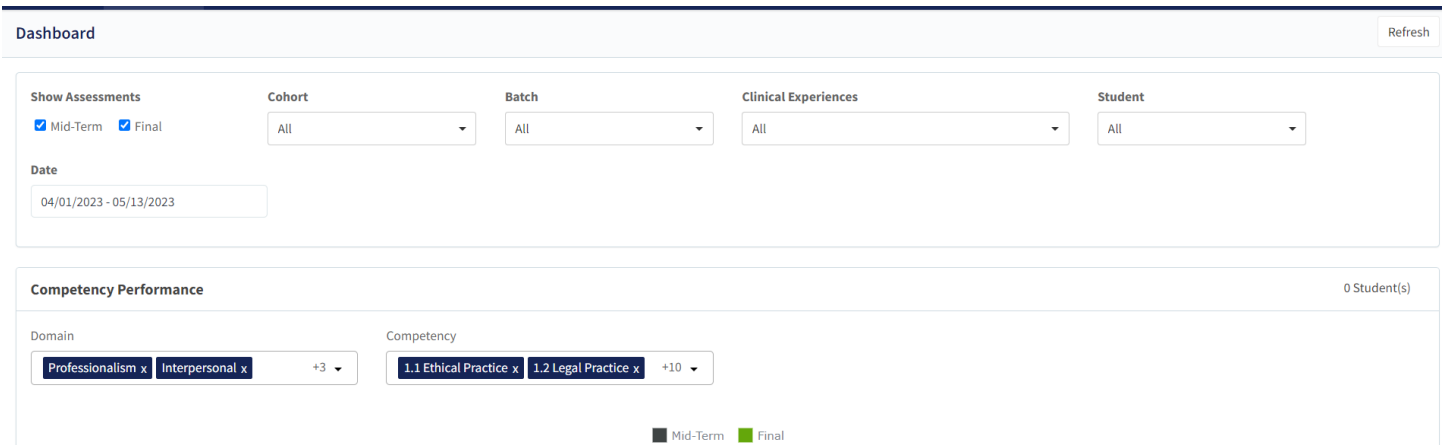 Dashboard
Refresh
Show Assessments
Cohort
Batch
Clinical Experiences
Student
Mid-Term Final
All
All
All
All
Date
04/01/2023 - 05/13/2023
Competency Performance
0 Student(s)
Domain
Competency
Professionalism x Interpersonal x +3
1.1 Ethical Practice x 1.2 Legal Practice x +10
Mid-Term Final